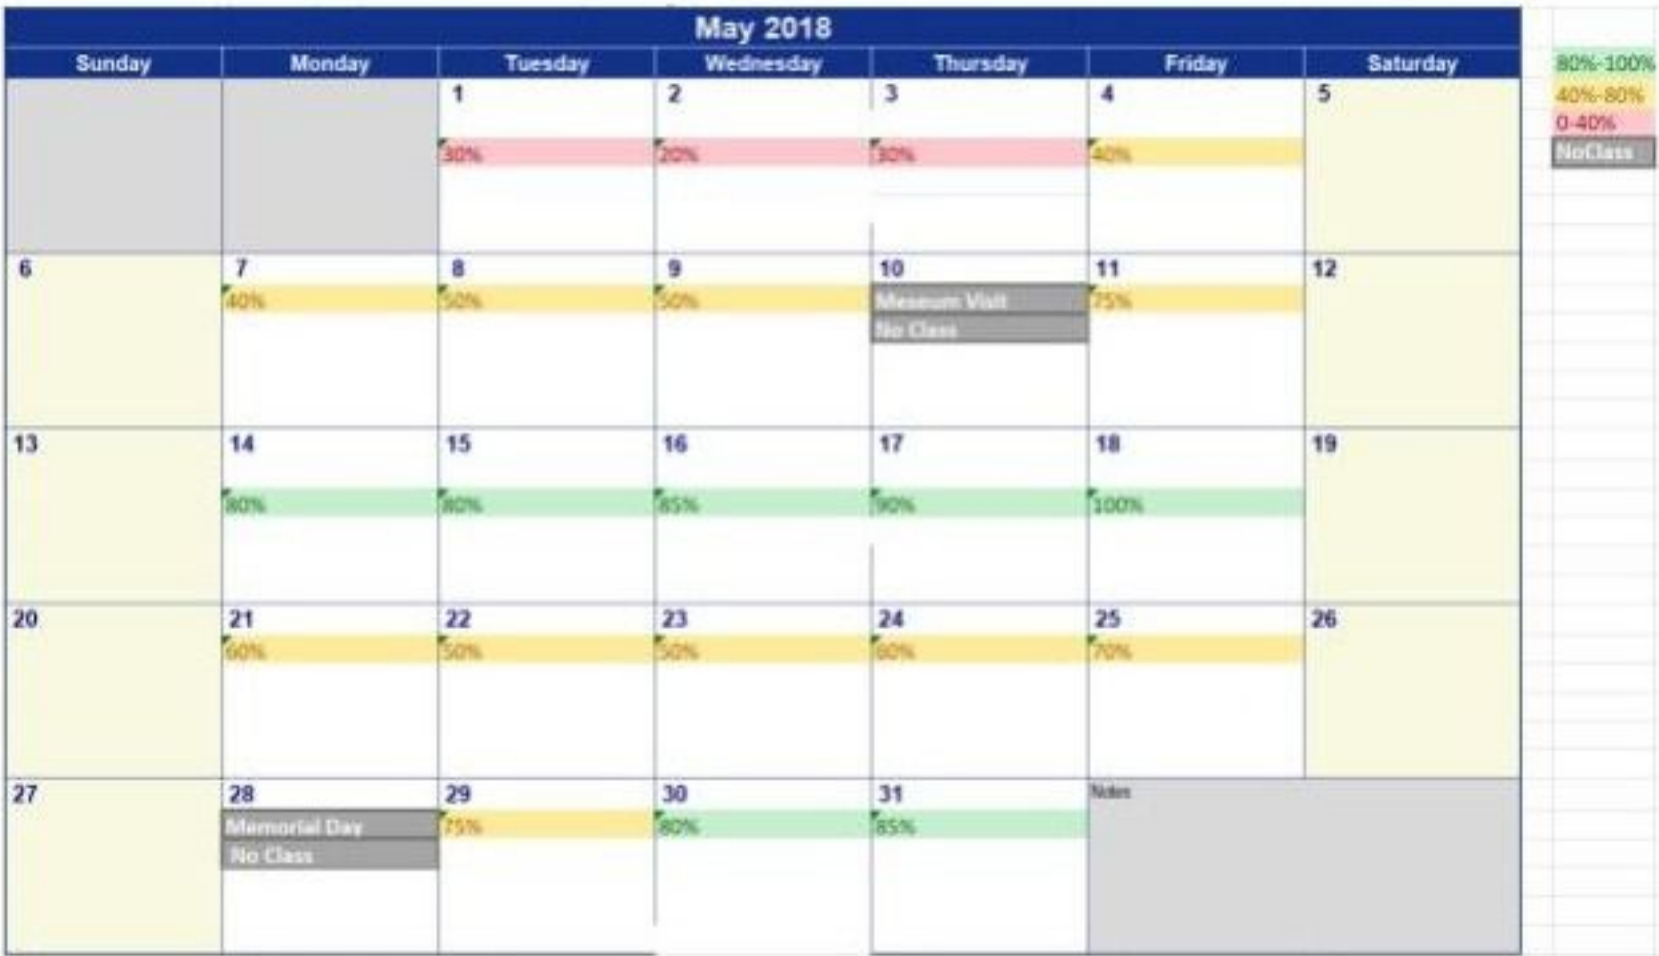 May 2018
Sunday Monday Tuesday Wednesday Thursday Friday Saturday
80%-100%
40%-80%
0-40%
NoClass
1 2 3 4 5
30% 20% 30% 40%
6 7 8 9 10 11 12
40% 50% 50% Meseum Visit 75%
No Class
13 14 15 16 17 18 19
80% 80% 85% 90% 100%
20 21 22 23 24 25 26
60% 50% 50% 60% 70%
27 28 29 30 31 Notes
Memorial Day 75% 80% 85%
No Class